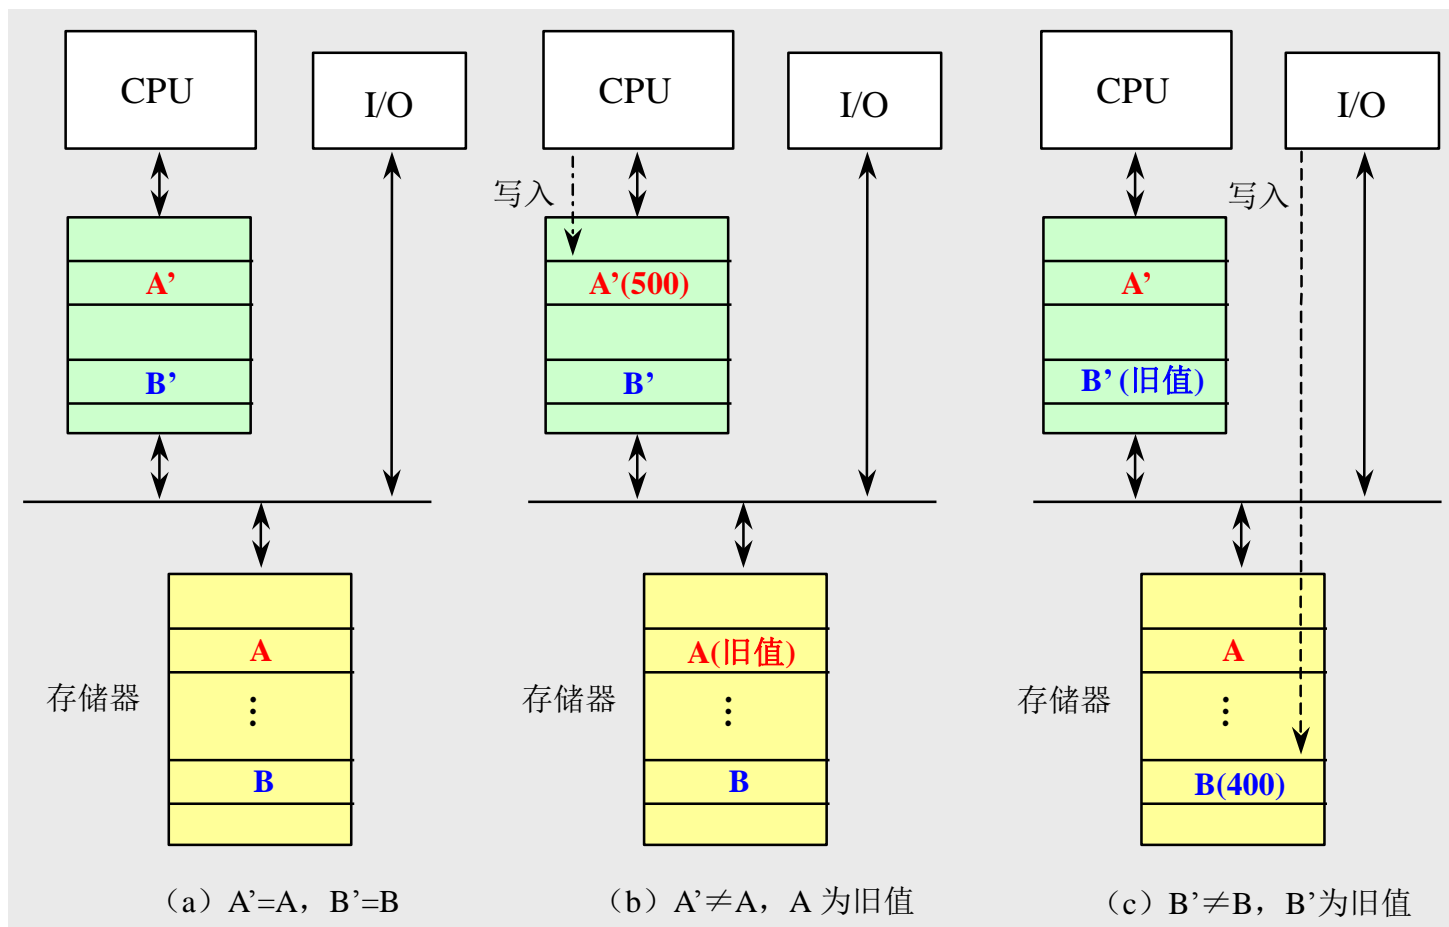 CPU
I/O
A’
B’
存储器
A
⋮
B
（a）A’=A，B’=B
CPU
I/O
写入
A’(500)
B’
存储器
A(旧值)
⋮
B
（b）A’≠A，A 为旧值
CPU
I/O
写入
A’
B’ (旧值)
存储器
A
⋮
B(400)
（c）B’≠B，B’为旧值